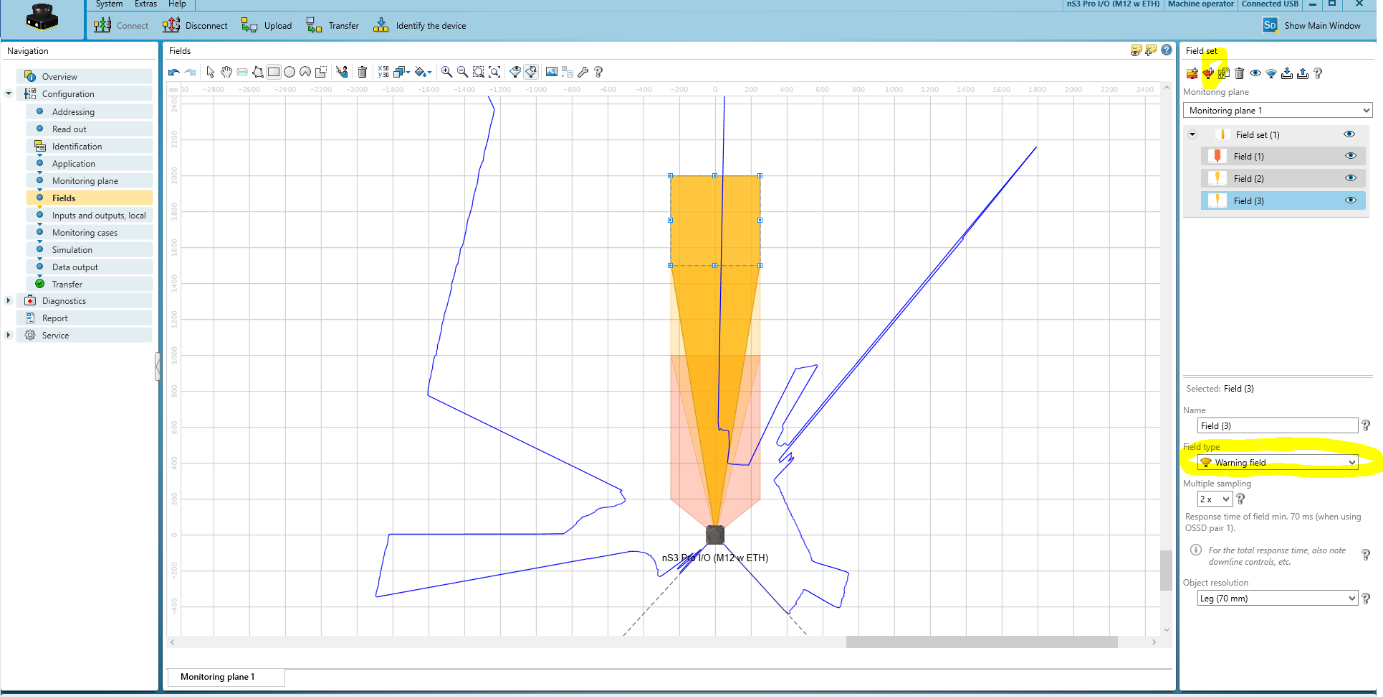 System Extras Help
nS3 Pro I/O (M12 w ETH) Machine operator Connected USB
Connect Disconnect Upload Transfer Identify the device
SD Show Main Window
Navigation
Overview
Configuration
Addressing
Read out
Identification
Application
Monitoring plane
Fields
Inputs and outputs, local
Monitoring cases
Simulation
Data output
Transfer
Diagnostics
Report
Service
Fields
mm -2800 -2600 -2400 -2200 -2000 -1800 -1600 -1400 -1200 -1000 -800 -600 -400 -200 0 200 400 600 800 1000 1200 1400 1600 1800 2000 2200 2400
2400
2200
2000
1800
1600
1400
1200
1000
800
600
400
200
0
-200
-400
nS3 Pro I/O (M12 w ETH)
Monitoring plane 1
Field set
Monitoring plane
Monitoring plane 1
Field set (1)
Field (1)
Field (2)
Field (3)
Selected: Field (3)
Name
Field (3)
Field type
Warning field
Multiple sampling
2 x
Response time of field min. 70 ms (when using
OSSD pair 1).
For the total response time, also note
downline controls, etc.
Object resolution
Leg (70 mm)